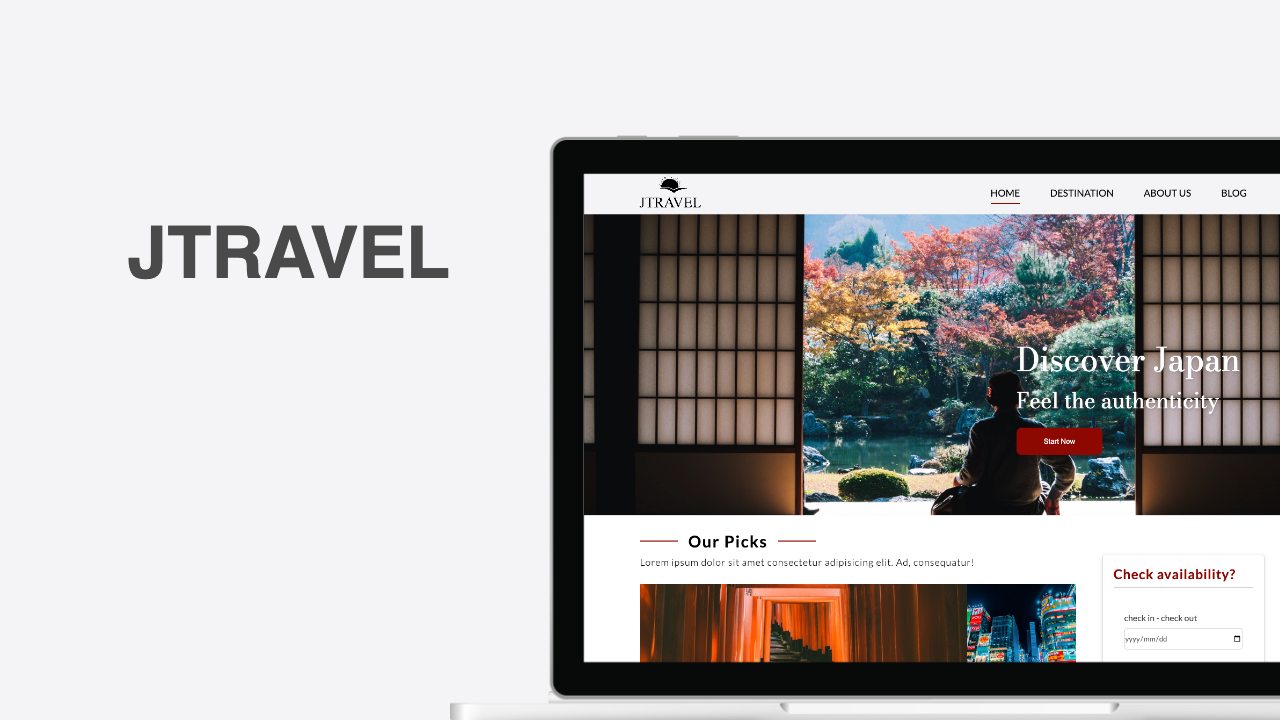 JTRAVEL
JTRAVEL
HOME DESTINATION ABOUT US BLOG
Discover Japan
Feel the authenticity
Start Now
Our Picks
Lorem ipsum dolor sit amet consectetur adipisicing elit. Ad, consequatur!
Check availability?
check in - check out
yyyy/mm/dd